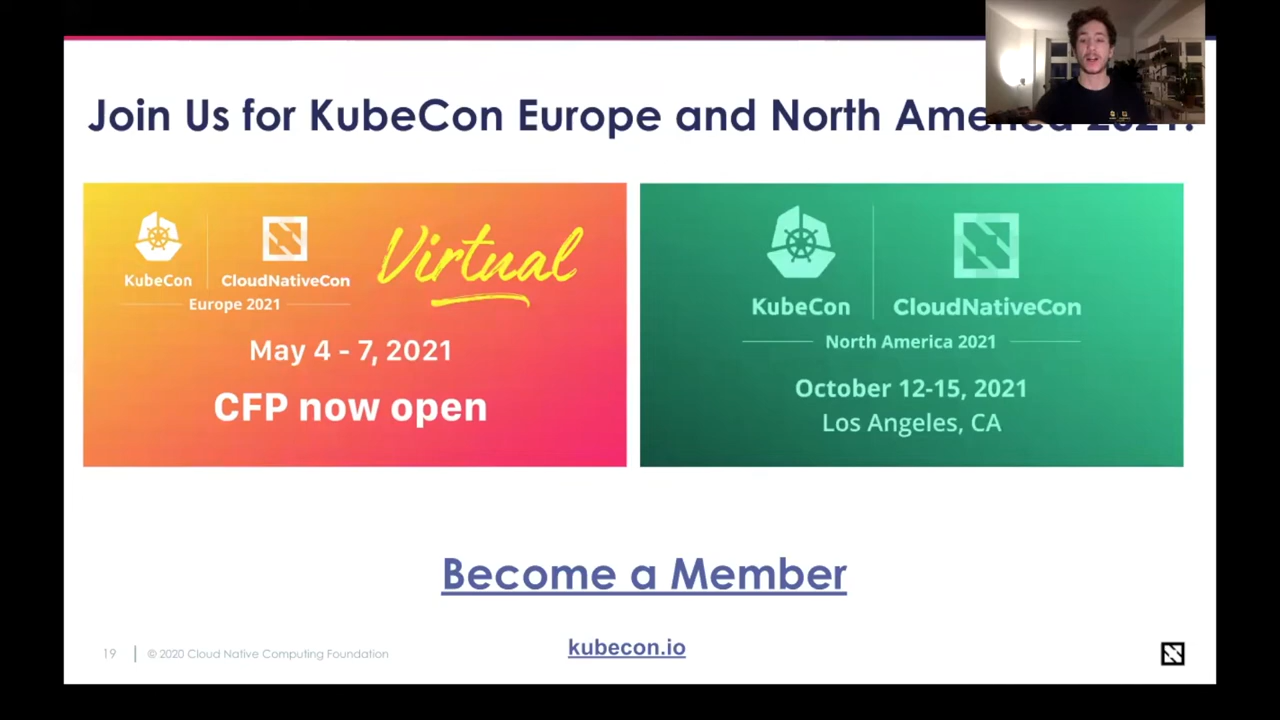 Join Us for KubeCon Europe and North America 2021!
KubeCon
CloudNativeCon
Europe 2021
Virtual
May 4 - 7, 2021
CFP now open
KubeCon
CloudNativeCon
North America 2021
October 12-15, 2021
Los Angeles, CA
Become a Member
19
© 2020 Cloud Native Computing Foundation
kubecon.io